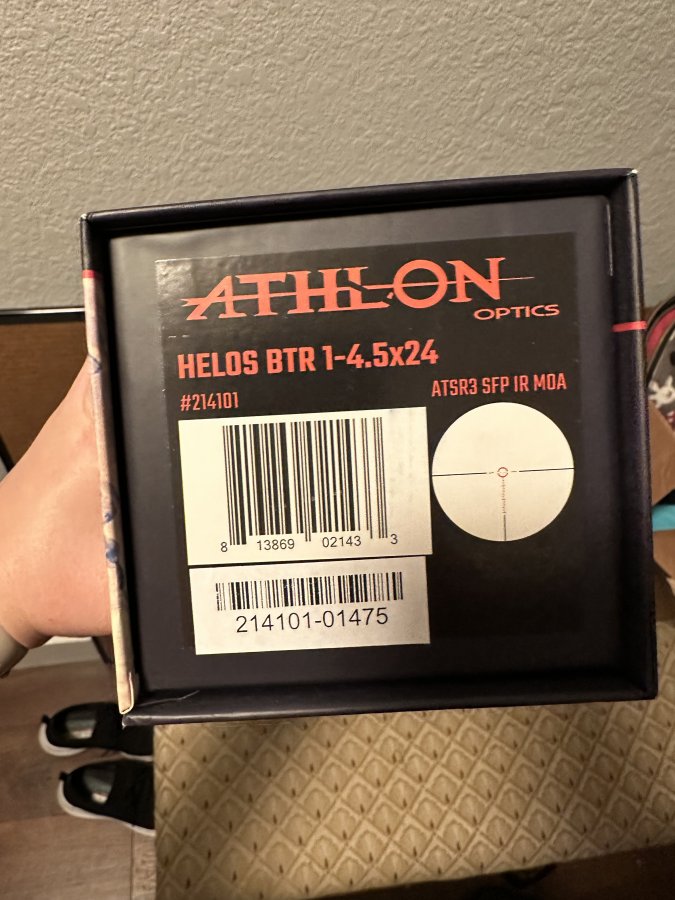 ATHLON
OPTICS
HELOS BTR 1-4.5x24
#214101
ATSR3 SFP IR MOA
8 13869 02143 3
214101-01475